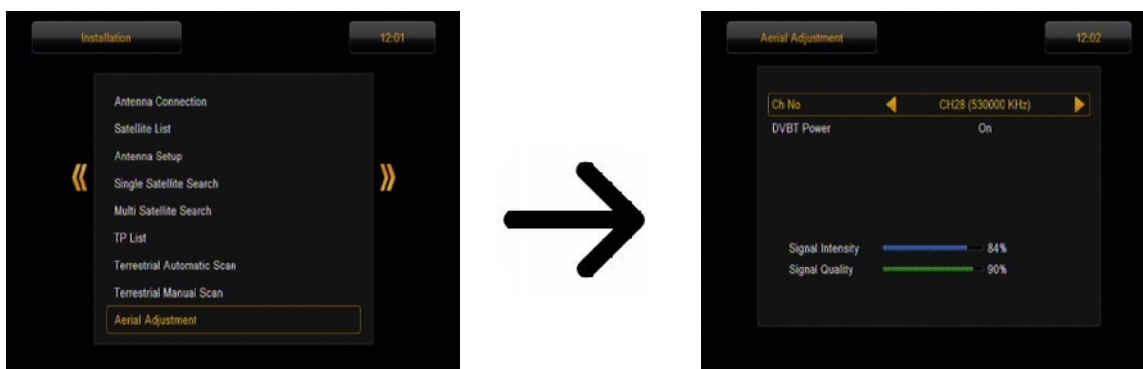 Installation
12:01
Antenna Connection
Satellite List
Antenna Setup
Single Satellite Search
Multi Satellite Search
TP List
Terrestrial Automatic Scan
Terrestrial Manual Scan
Aerial Adjustment
Aerial Adjustment
12:02
Ch No CH28 (530000 KHz)
DVBT Power On
Signal Intensity 84%
Signal Quality 90%